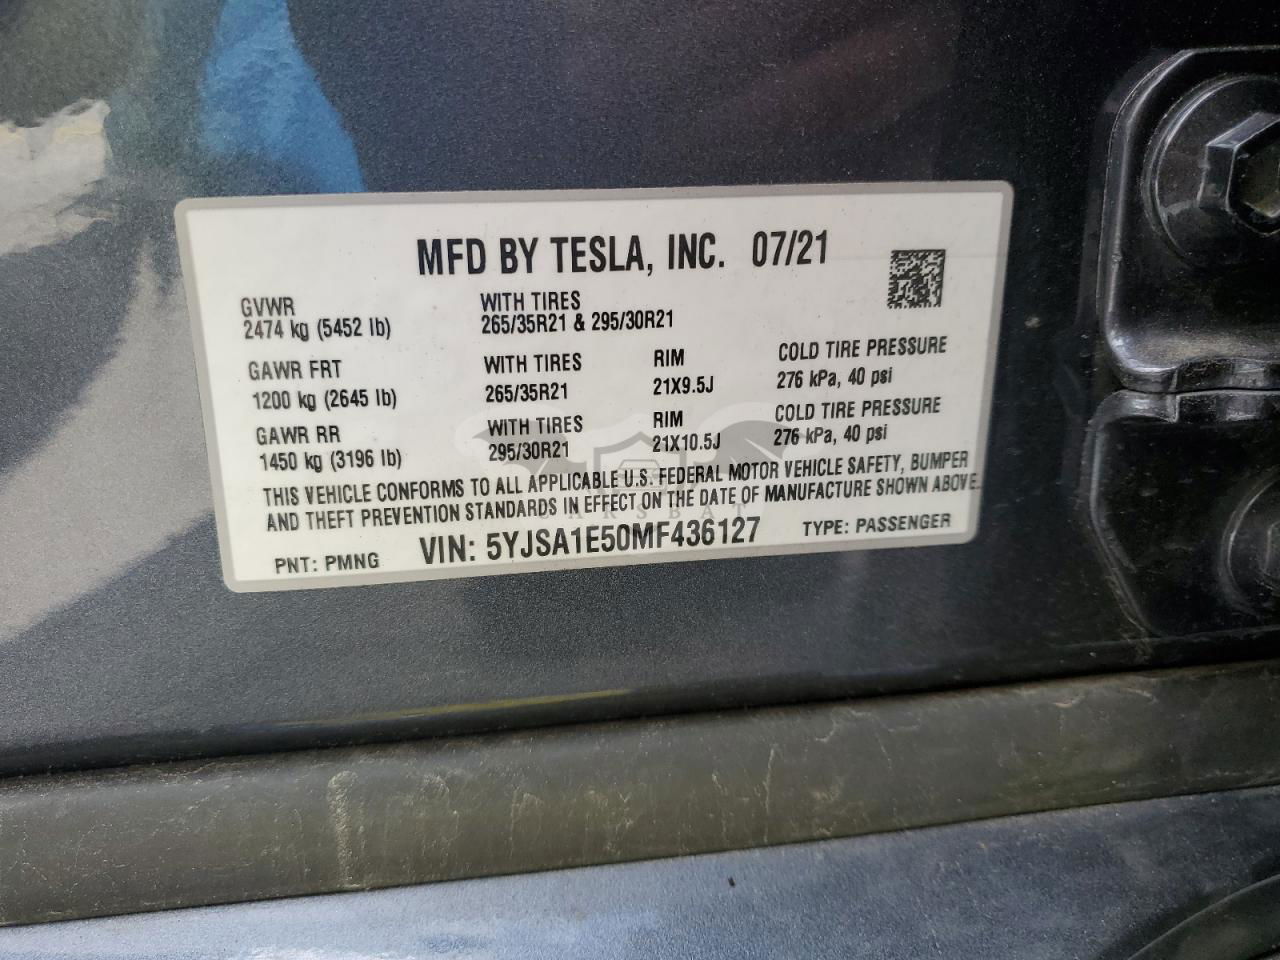 MFD BY TESLA, INC. 07/21
GVWR WITH TIRES
2474 kg (5452 lb) 265/35R21 & 295/30R21
GAWR FRT WITH TIRES RIM COLD TIRE PRESSURE
1200 kg (2645 lb) 265/35R21 21X9.5J 276 kPa, 40 psi
GAWR RR WITH TIRES RIM COLD TIRE PRESSURE
1450 kg (3196 lb) 295/30R21 21X10.5J 276 kPa, 40 psi
THIS VEHICLE CONFORMS TO ALL APPLICABLE U.S. FEDERAL MOTOR VEHICLE SAFETY, BUMPER
AND THEFT PREVENTION STANDARDS IN EFFECT ON THE DATE OF MANUFACTURE SHOWN ABOVE.
CARSBAT
PNT: PMNG VIN: 5YJSA1E50MF436127 TYPE: PASSENGER